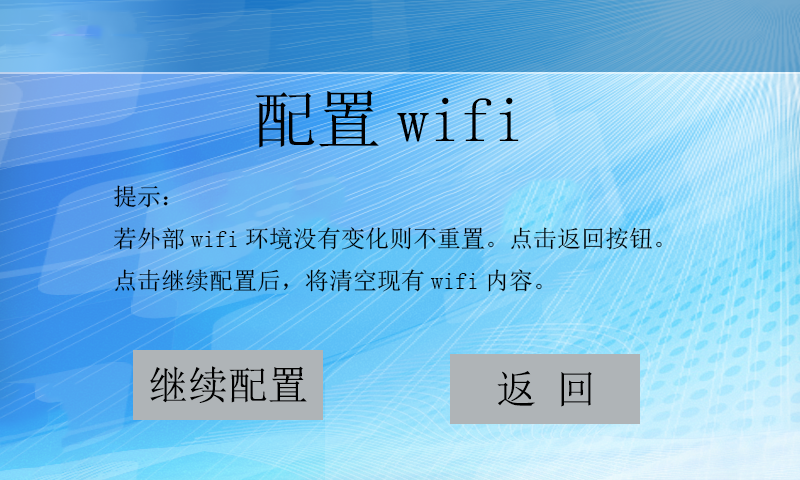 配置 wifi
提示：
若外部 wifi 环境没有变化则不重置。点击返回按钮。
点击继续配置后，将清空现有 wifi 内容。
继续配置
返 回